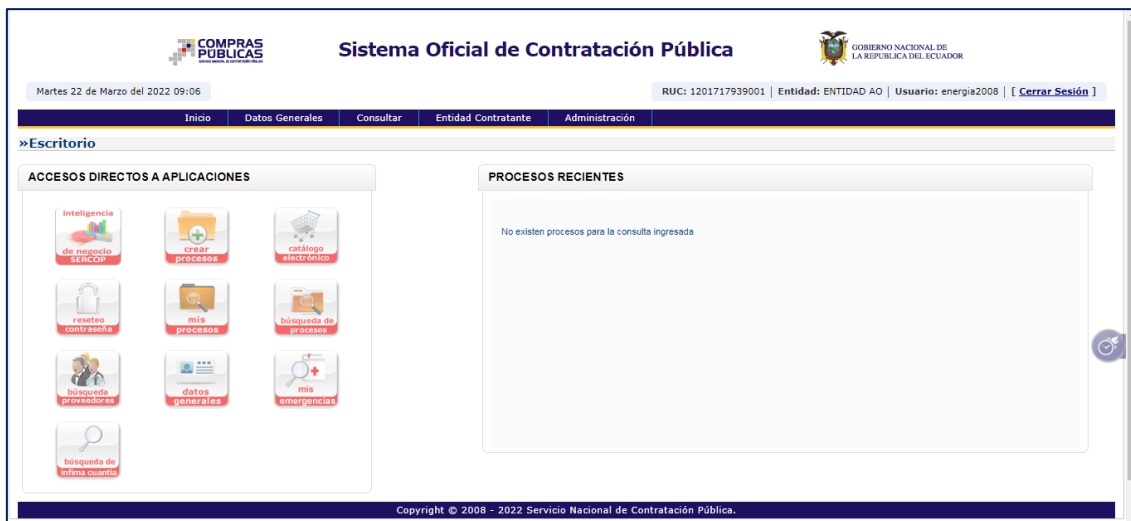 COMPRAS
PÚBLICAS
Sistema Oficial de Contratación Pública
GOBIERNO NACIONAL DE
LA REPUBLICA DEL ECUADOR
Martes 22 de Marzo del 2022 09:06
RUC: 1201717939001 | Entidad: ENTIDAD AO | Usuario: energia2008 | [ Cerrar Sesión ]
Inicio Datos Generales Consultar Entidad Contratante Administración
»Escritorio
ACCESOS DIRECTOS A APLICACIONES
Inteligencia
de negocio
SERCOP
crear
procesos
catálogo
electrónico
reseteo
contraseña
mis
procesos
búsqueda de
procesos
búsqueda
proveedores
datos
generales
mis
emergencias
búsqueda de
ínfima cuantía
PROCESOS RECIENTES
No existen procesos para la consulta ingresada
Copyright © 2008 - 2022 Servicio Nacional de Contratación Pública.